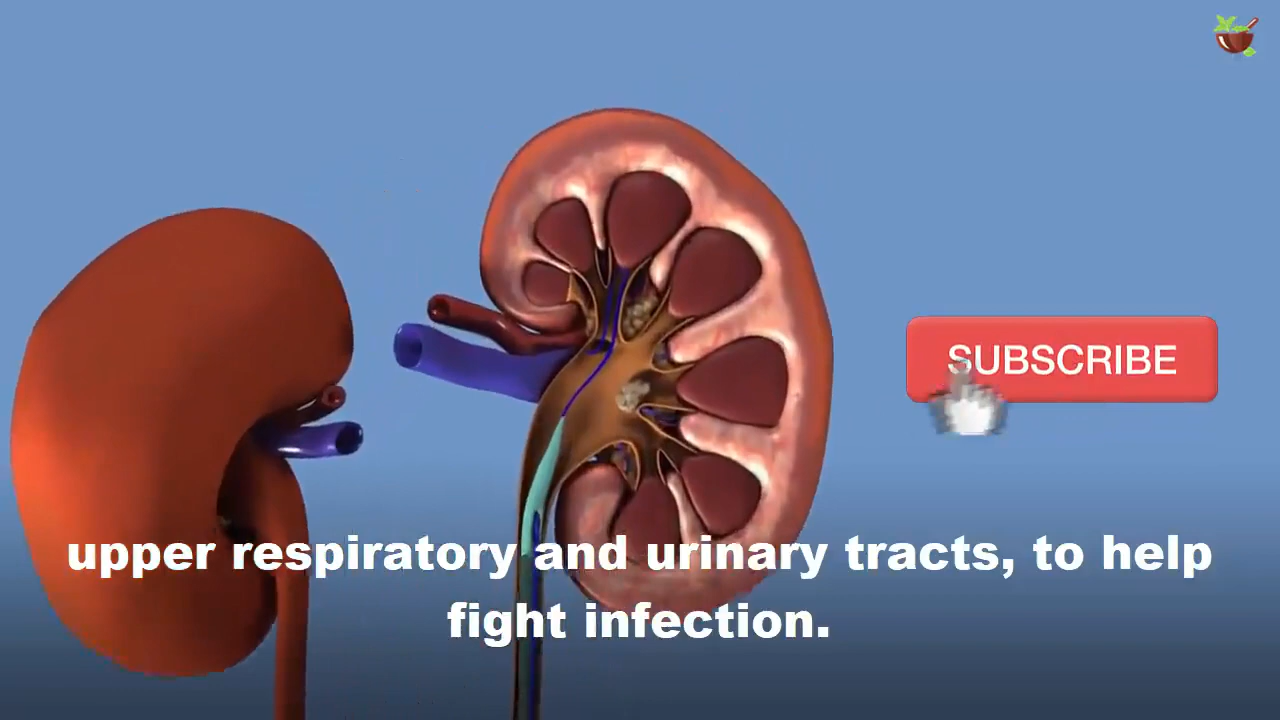 SUBSCRIBE
upper respiratory and urinary tracts, to help
fight infection.